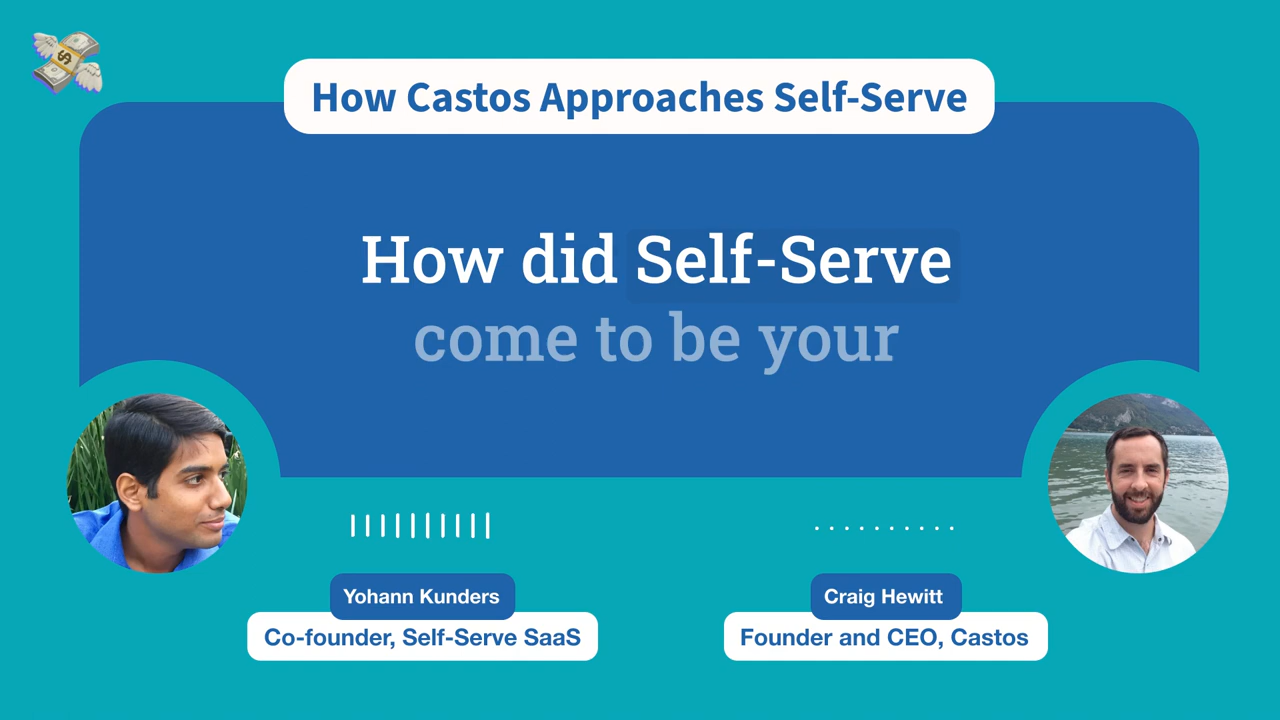 How Castos Approaches Self-Serve
How did Self-Serve
come to be your
Yohann Kunders
Co-founder, Self-Serve SaaS
Craig Hewitt
Founder and CEO, Castos